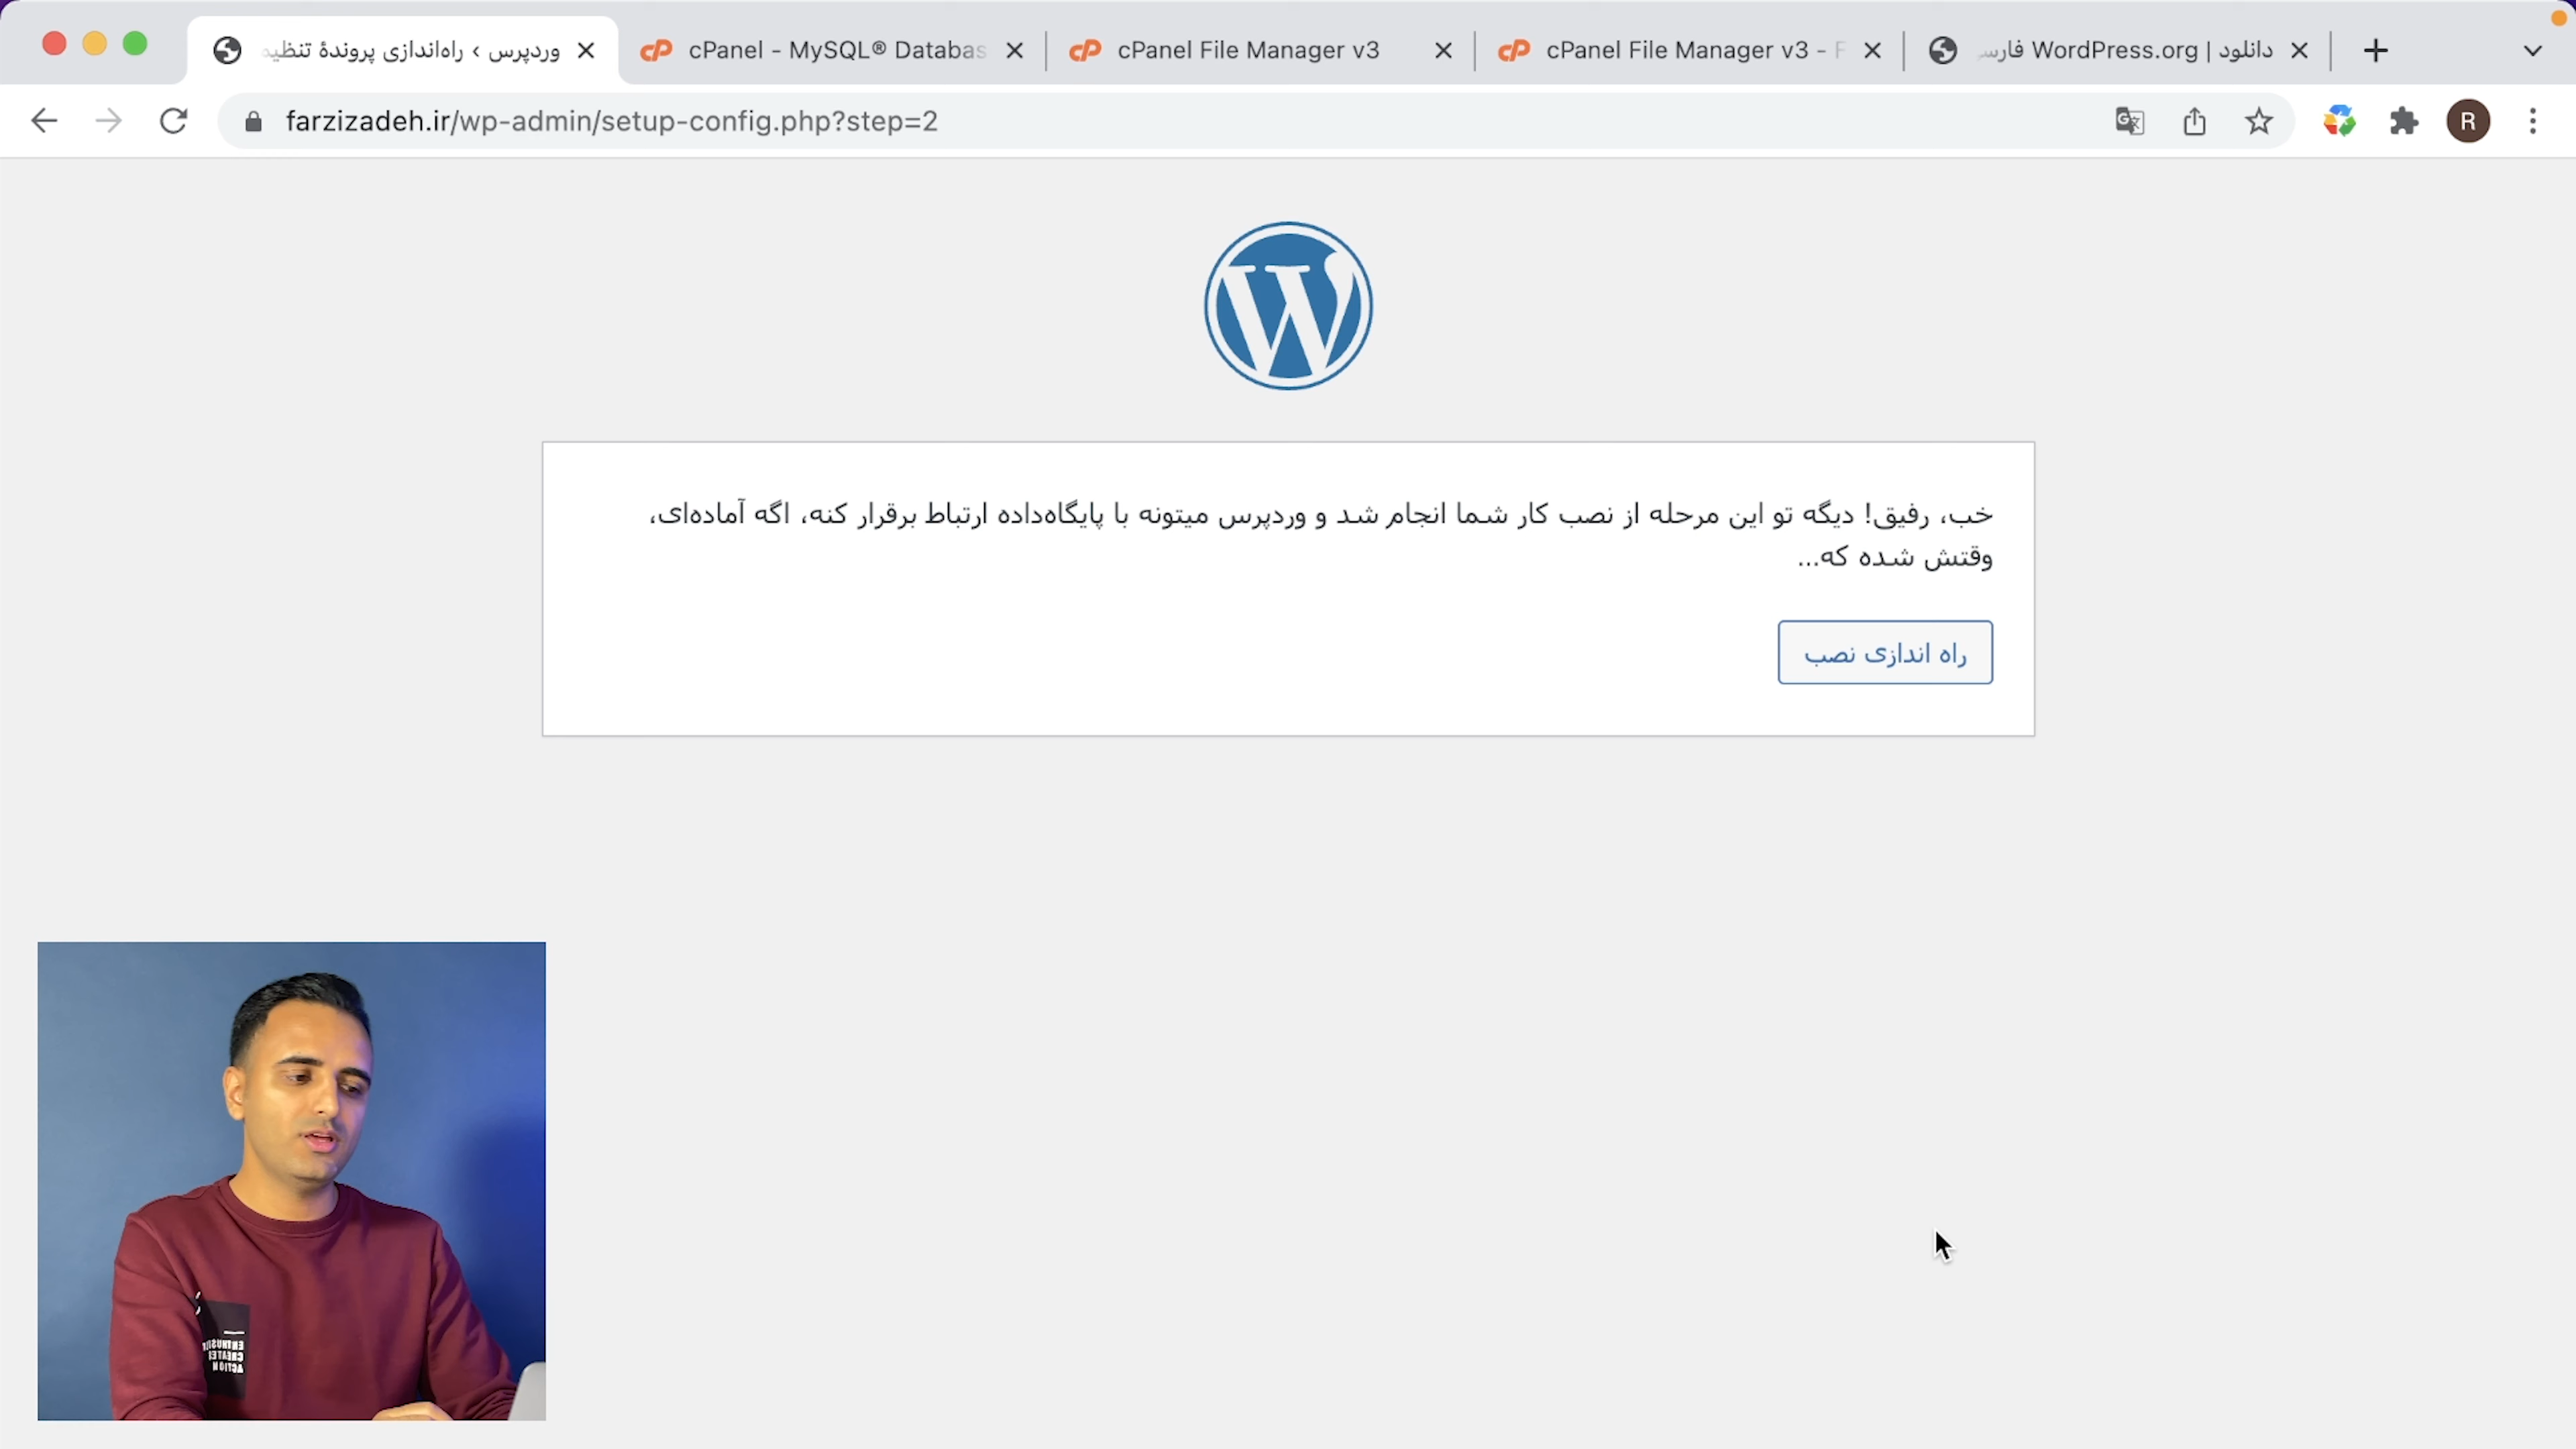 وردپرس › راه‌اندازی پروندهٔ تنظیم
cPanel - MySQL® Databas
cPanel File Manager v3
cPanel File Manager v3 - F
دانلود | WordPress.org فارس
farzizadeh.ir/wp-admin/setup-config.php?step=2
R
خب، رفیق! دیگه تو این مرحله از نصب کار شما انجام شد و وردپرس میتونه با پایگاه‌داده ارتباط برقرار کنه، اگه آماده‌ای،
وقتش شده که…
راه اندازی نصب
CREATE
ACTION